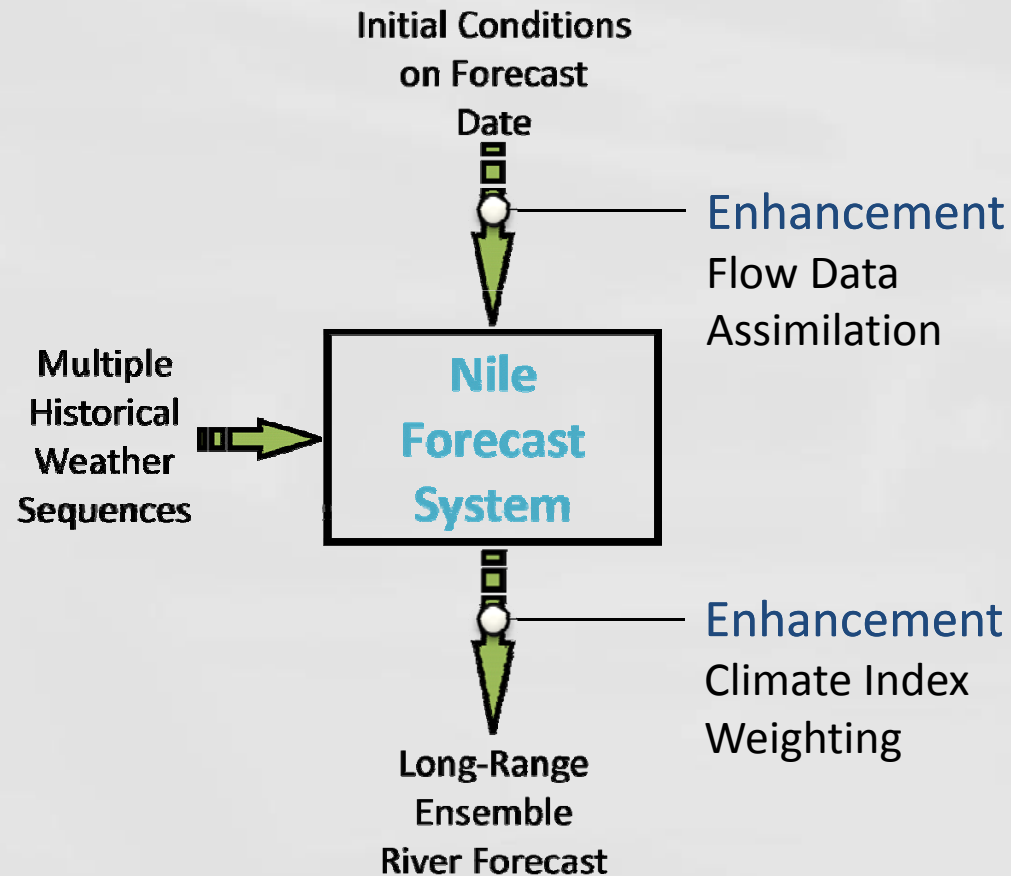 Initial Conditions
on Forecast
Date
Enhancement
Flow Data
Assimilation
Multiple
Historical
Weather
Sequences
Nile
Forecast
System
Enhancement
Climate Index
Weighting
Long-Range
Ensemble
River Forecast